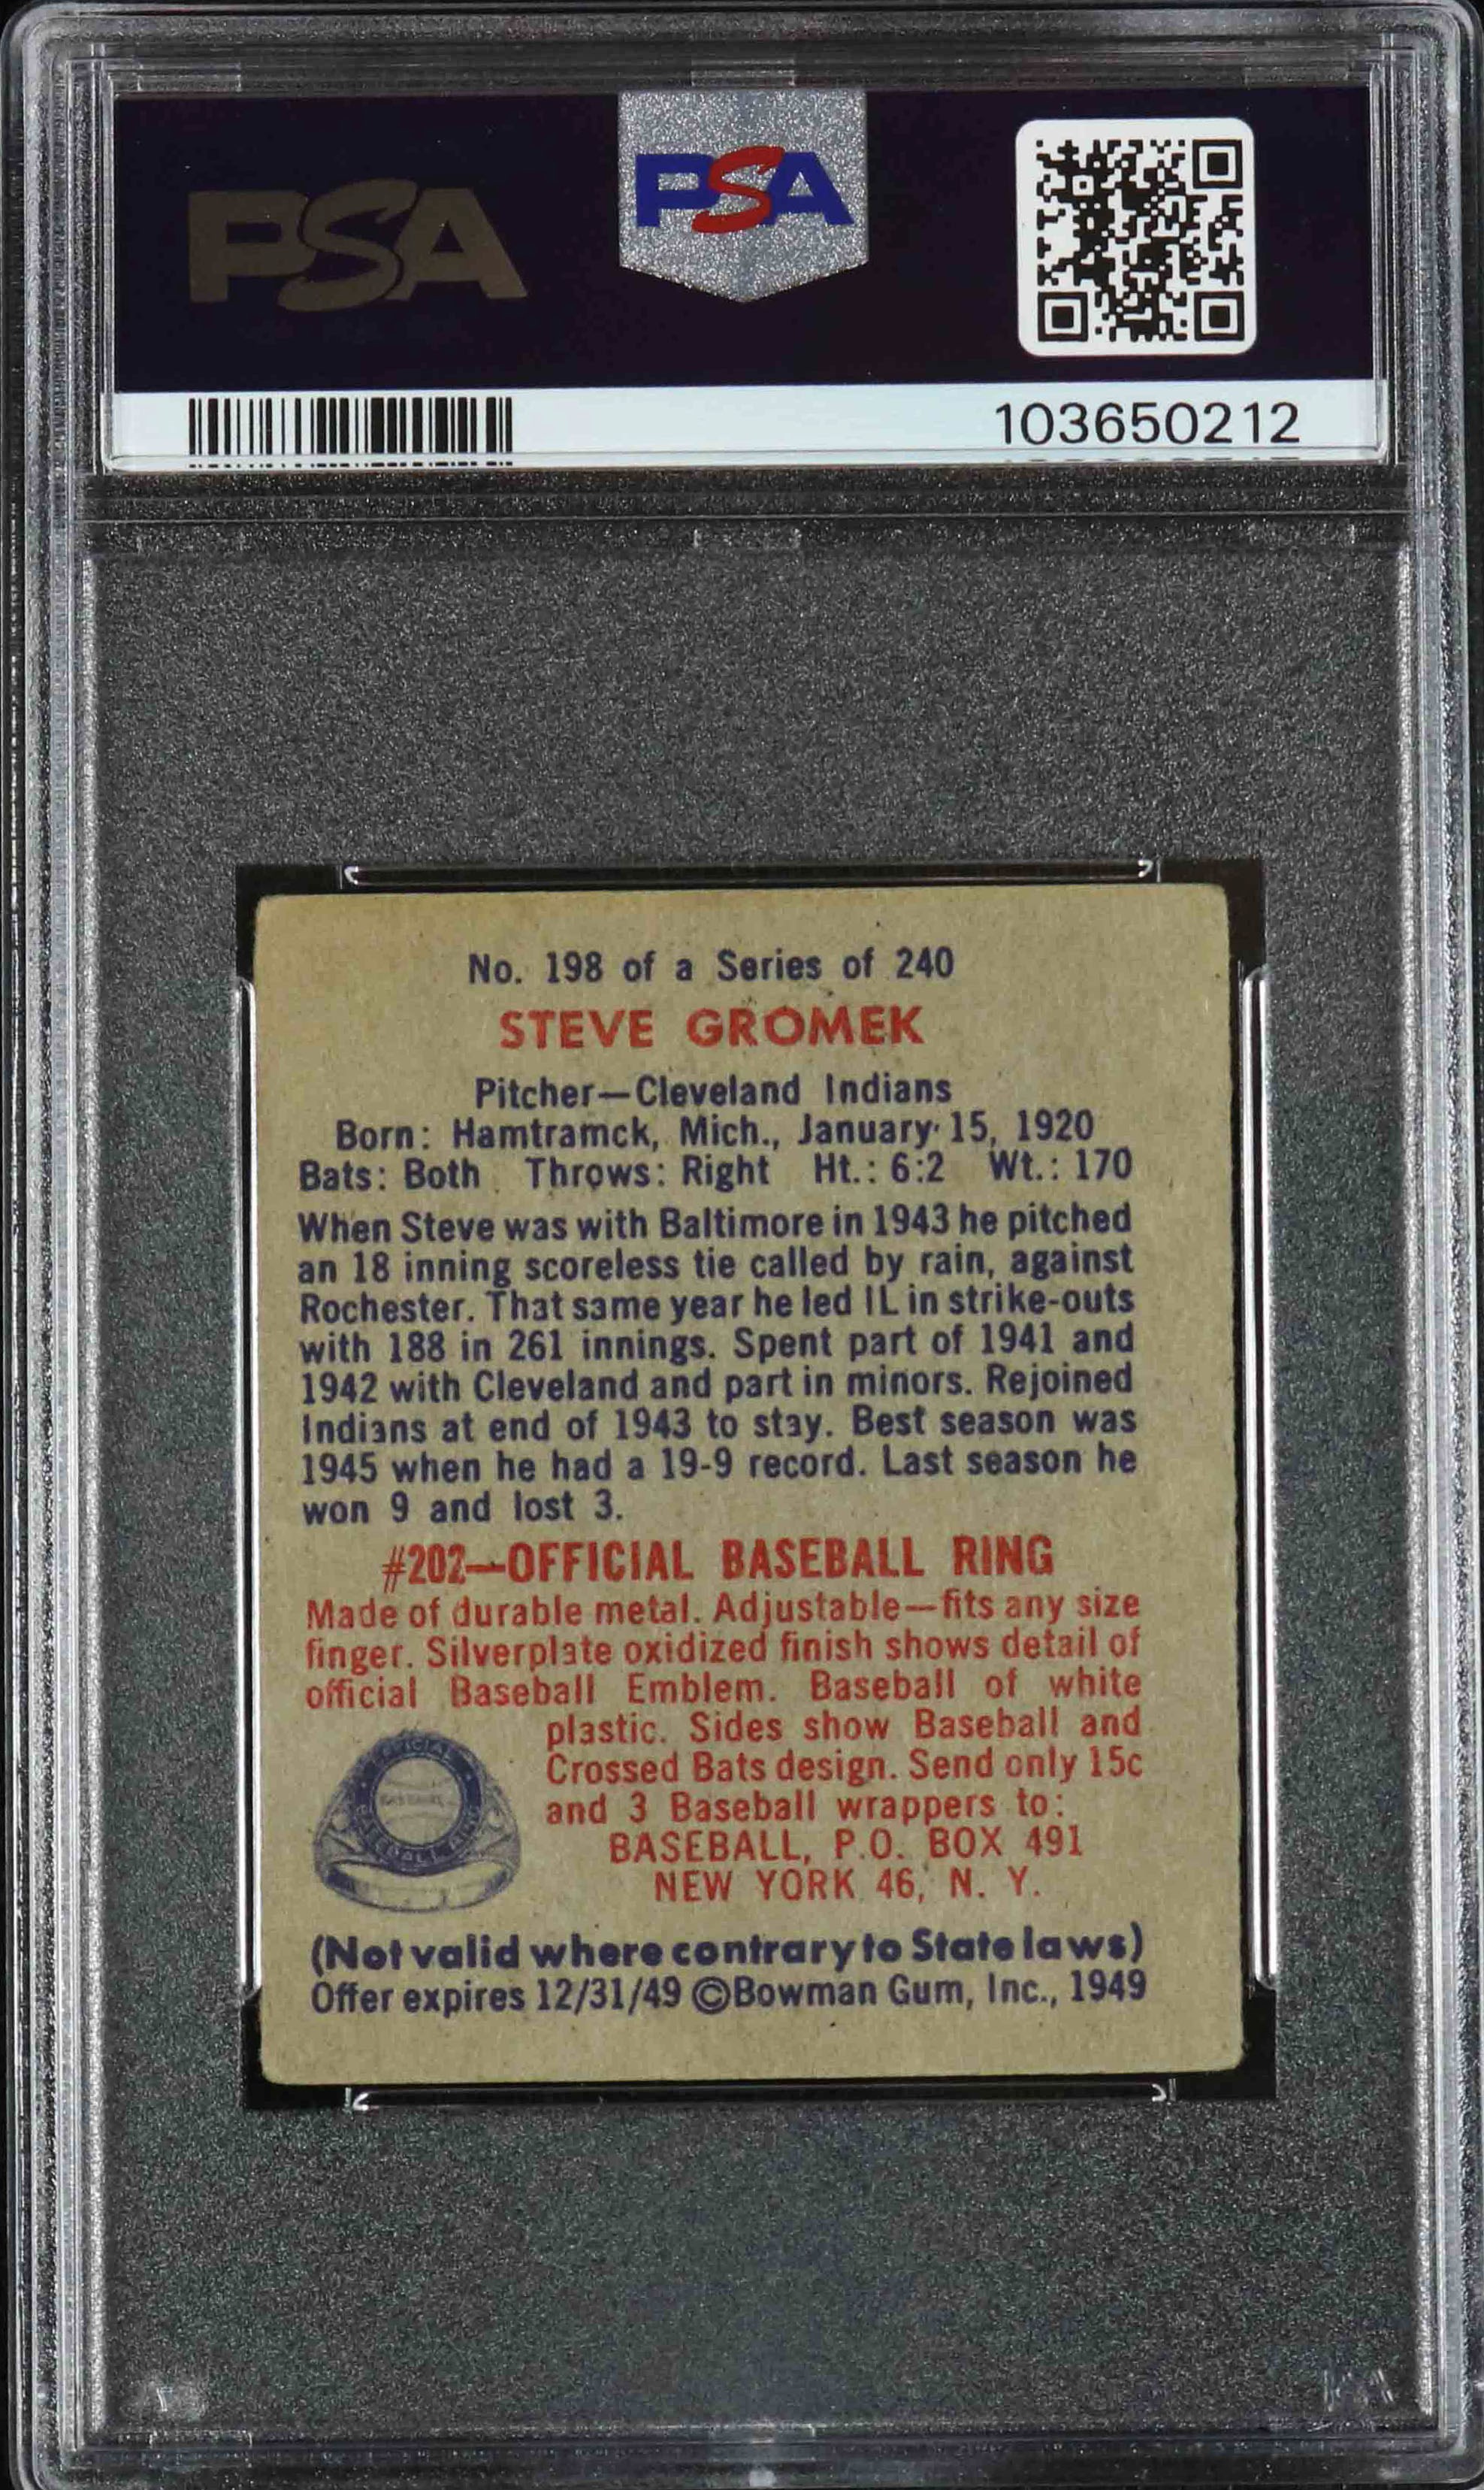 PSA
PSA
103650212
No. 198 of a Series of 240
STEVE GROMEK
Pitcher—Cleveland Indians
Born: Hamtramck, Mich., January 15, 1920
Bats: Both Throws: Right Ht.: 6:2 Wt.: 170
When Steve was with Baltimore in 1943 he pitched
an 18 inning scoreless tie called by rain, against
Rochester. That same year he led IL in strike-outs
with 188 in 261 innings. Spent part of 1941 and
1942 with Cleveland and part in minors. Rejoined
Indians at end of 1943 to stay. Best season was
1945 when he had a 19-9 record. Last season he
won 9 and lost 3.
#202—OFFICIAL BASEBALL RING
Made of durable metal. Adjustable—fits any size
finger. Silverplate oxidized finish shows detail of
official Baseball Emblem. Baseball of white
plastic. Sides show Baseball and
Crossed Bats design. Send only 15c
and 3 Baseball wrappers to:
BASEBALL, P.O. BOX 491
NEW YORK 46, N. Y.
(Not valid where contrary to State laws)
Offer expires 12/31/49 ©Bowman Gum, Inc., 1949